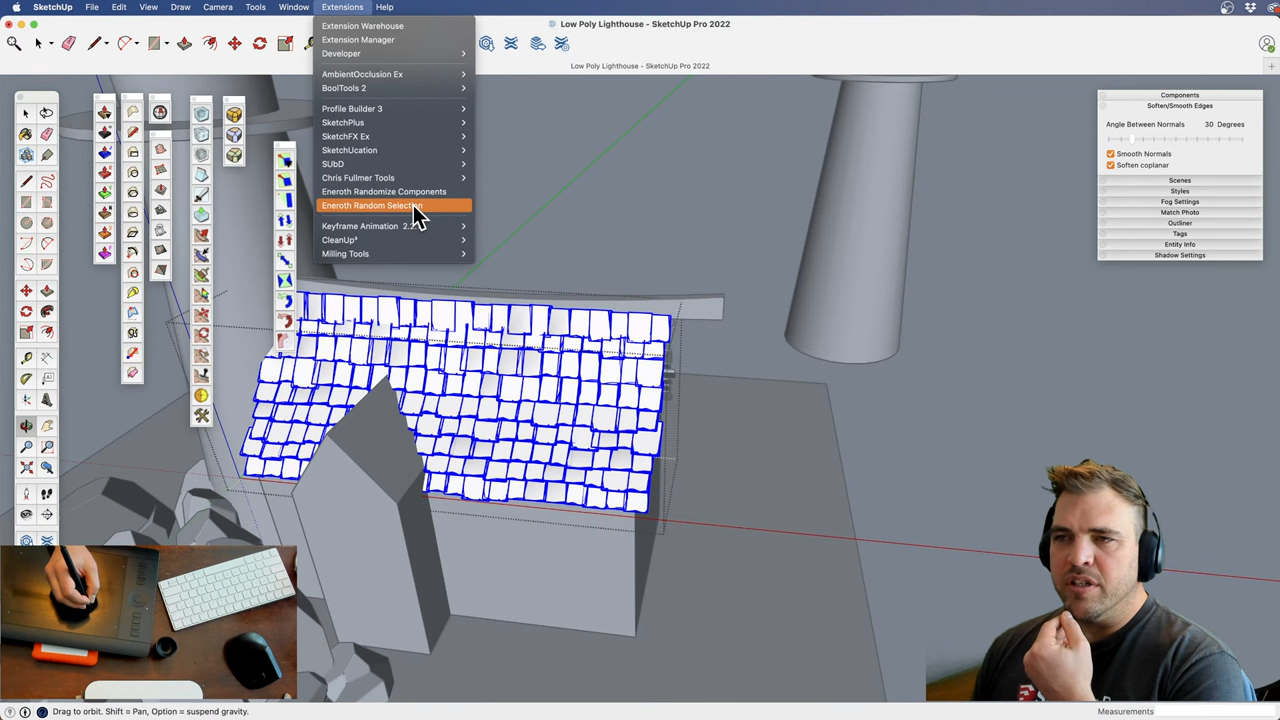 SketchUp File Edit View Draw Camera Tools Window Extensions Help
Low Poly Lighthouse - SketchUp Pro 2022
Low Poly Lighthouse - SketchUp Pro 2022
Extension Warehouse
Extension Manager
Developer
AmbientOcclusion Ex
BoolTools 2
Profile Builder 3
SketchPlus
SketchFX Ex
SketchUcation
SUbD
Chris Fullmer Tools
Eneroth Randomize Components
Eneroth Random Selection
Keyframe Animation
CleanUp³
Milling Tools
Components
Soften/Smooth Edges
Angle Between Normals 30 Degrees
Smooth Normals
Soften coplanar
Scenes
Styles
Fog Settings
Match Photo
Outliner
Tags
Entity Info
Shadow Settings
Drag to orbit. Shift = Pan, Option = suspend gravity.
Measurements